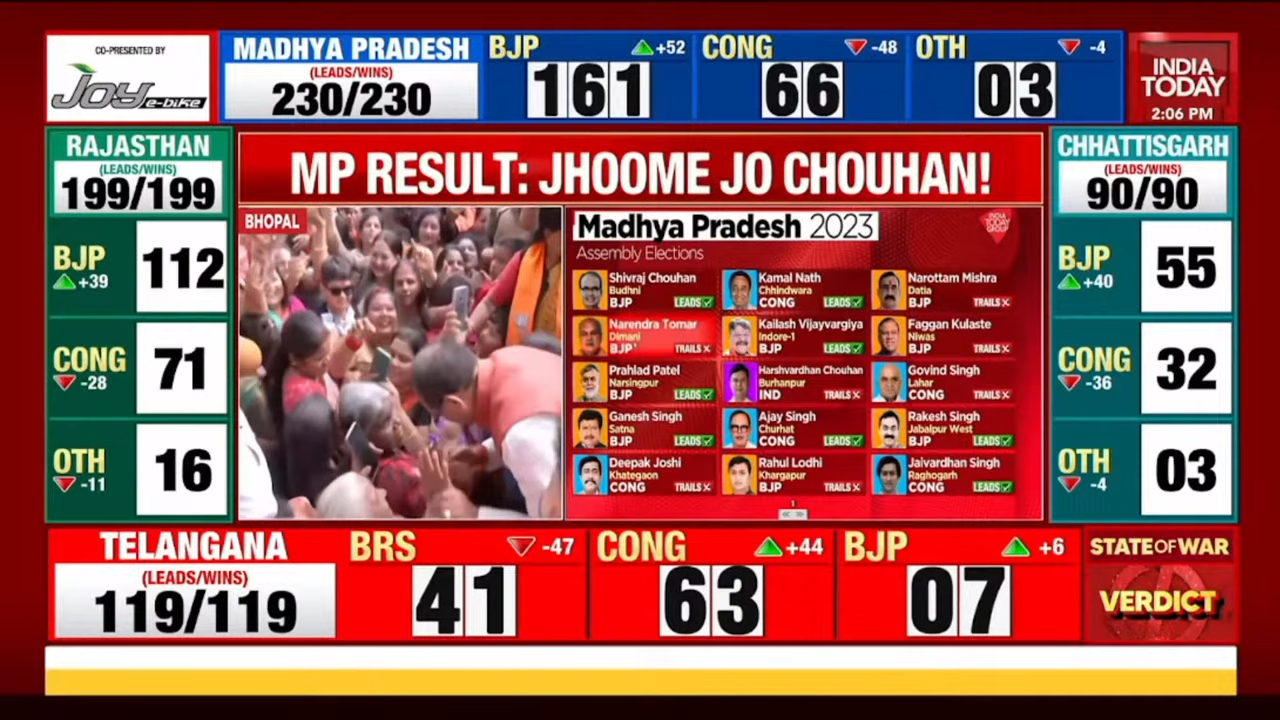 CO-PRESENTED BY
JOY e-bike
MADHYA PRADESH
(LEADS/WINS)
230/230
BJP +52
161
CONG -48
66
OTH -4
03
INDIA
TODAY
2:06 PM
RAJASTHAN
(LEADS/WINS)
199/199
BJP
+39
112
CONG
-28
71
OTH
-11
16
MP RESULT: JHOOME JO CHOUHAN!
BHOPAL
Madhya Pradesh 2023
Assembly Elections
INDIA
TODAY
GROUP
Shivraj Chouhan
Budhni
BJP LEADS
Kamal Nath
Chhindwara
CONG LEADS
Narottam Mishra
Datia
BJP TRAILS
Narendra Tomar
Dimani
BJP' TRAILS
Kailash Vijayvargiya
Indore-1
BJP LEADS
Faggan Kulaste
Niwas
BJP TRAILS
Prahlad Patel
Narsingpur
BJP LEADS
Harshvardhan Chouhan
Burhanpur
IND TRAILS
Govind Singh
Lahar
CONG TRAILS
Ganesh Singh
Satna
BJP LEADS
Ajay Singh
Churhat
CONG LEADS
Rakesh Singh
Jabalpur West
BJP LEADS
Deepak Joshi
Khategaon
CONG TRAILS
Rahul Lodhi
Khargapur
BJP TRAILS
Jaivardhan Singh
Raghogarh
CONG LEADS
1
CHHATTISGARH
(LEADS/WINS)
90/90
BJP
+40
55
CONG
-36
32
OTH
-4
03
TELANGANA
(LEADS/WINS)
119/119
BRS -47
41
CONG +44
63
BJP +6
07
STATE OF WAR
VERDICT